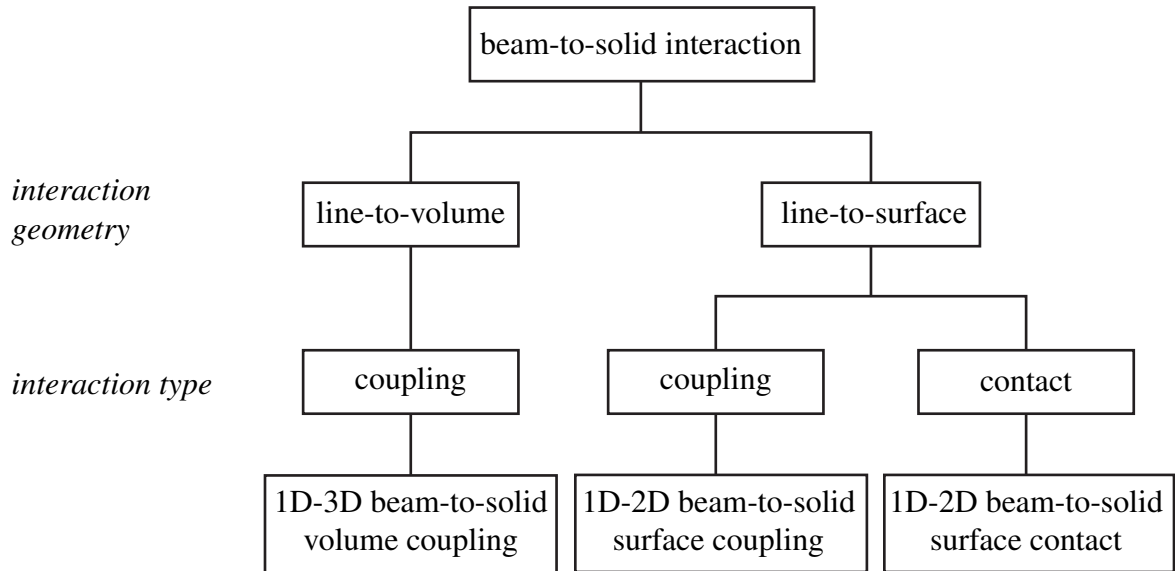 beam-to-solid interaction
interaction
geometry
line-to-volume
line-to-surface
interaction type
coupling
coupling
contact
1D-3D beam-to-solid
volume coupling
1D-2D beam-to-solid
surface coupling
1D-2D beam-to-solid
surface contact